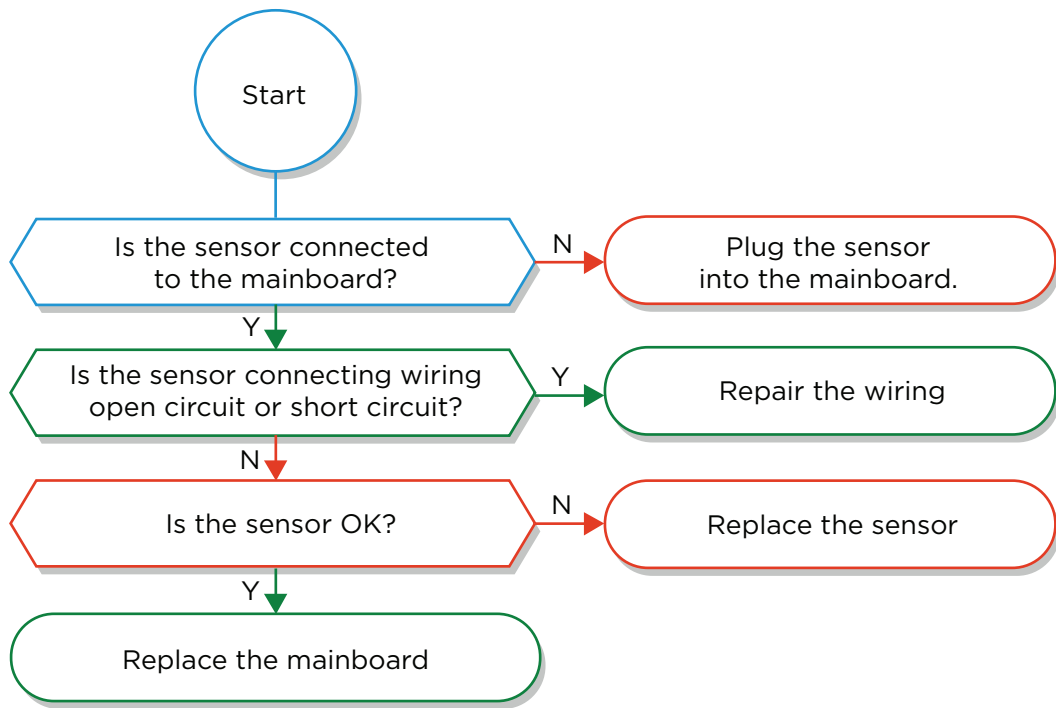 Start
Is the sensor connected
to the mainboard?
N
Plug the sensor
into the mainboard.
Y
Is the sensor connecting wiring
open circuit or short circuit?
Y
Repair the wiring
N
Is the sensor OK?
N
Replace the sensor
Y
Replace the mainboard